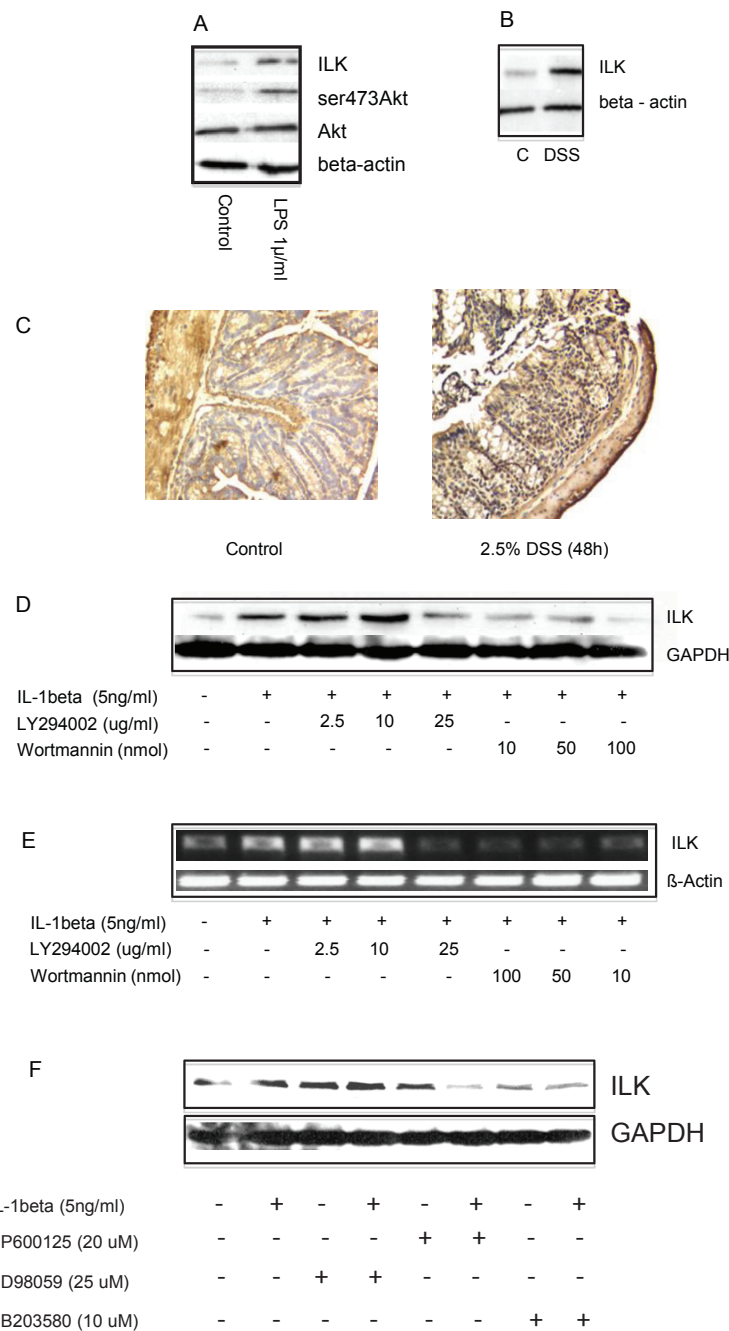 A
ILK
ser473Akt
Akt
beta-actin
Control
LPS 1µ/ml
B
ILK
beta - actin
C DSS
C
Control
2.5% DSS (48h)
D
ILK
GAPDH
IL-1beta (5ng/ml) - + + + + + + +
LY294002 (ug/ml) - - 2.5 10 25 - - -
Wortmannin (nmol) - - - - - 10 50 100
E
ILK
ß-Actin
IL-1beta (5ng/ml) - + + + + + + +
LY294002 (ug/ml) - - 2.5 10 25 - - -
Wortmannin (nmol) - - - - - 100 50 10
F
ILK
GAPDH
L-1beta (5ng/ml) - + - + - + - +
P600125 (20 uM) - - - - + + - -
D98059 (25 uM) - - + + - - - -
B203580 (10 uM) - - - - - - + +